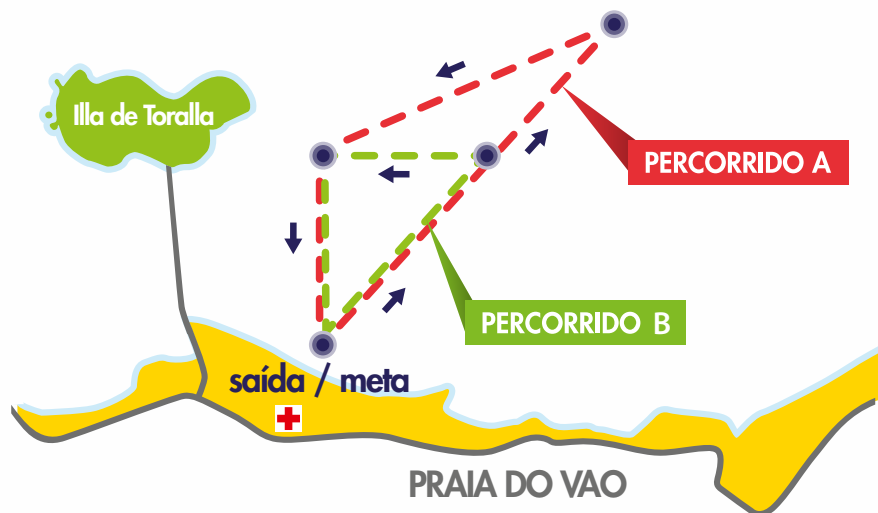 Illa de Toralla
PERCORRIDO A
PERCORRIDO B
saída / meta
PRAIA DO VAO